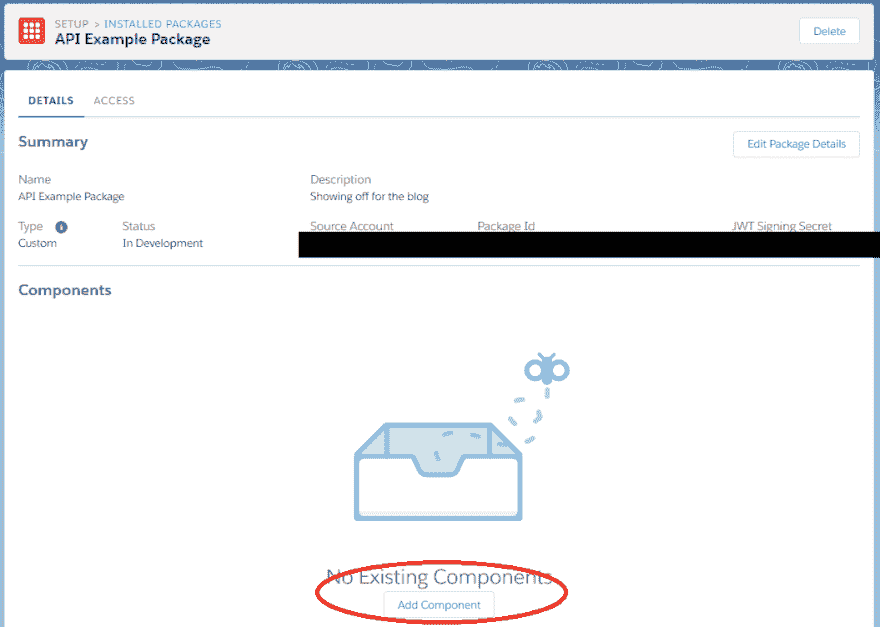 SETUP > INSTALLED PACKAGES
API Example Package
Delete
DETAILS ACCESS
Summary
Edit Package Details
Name Description
API Example Package Showing off for the blog
Type Status Source Account Package Id JWT Signing Secret
Custom In Development
Components
No Existing Components
Add Component